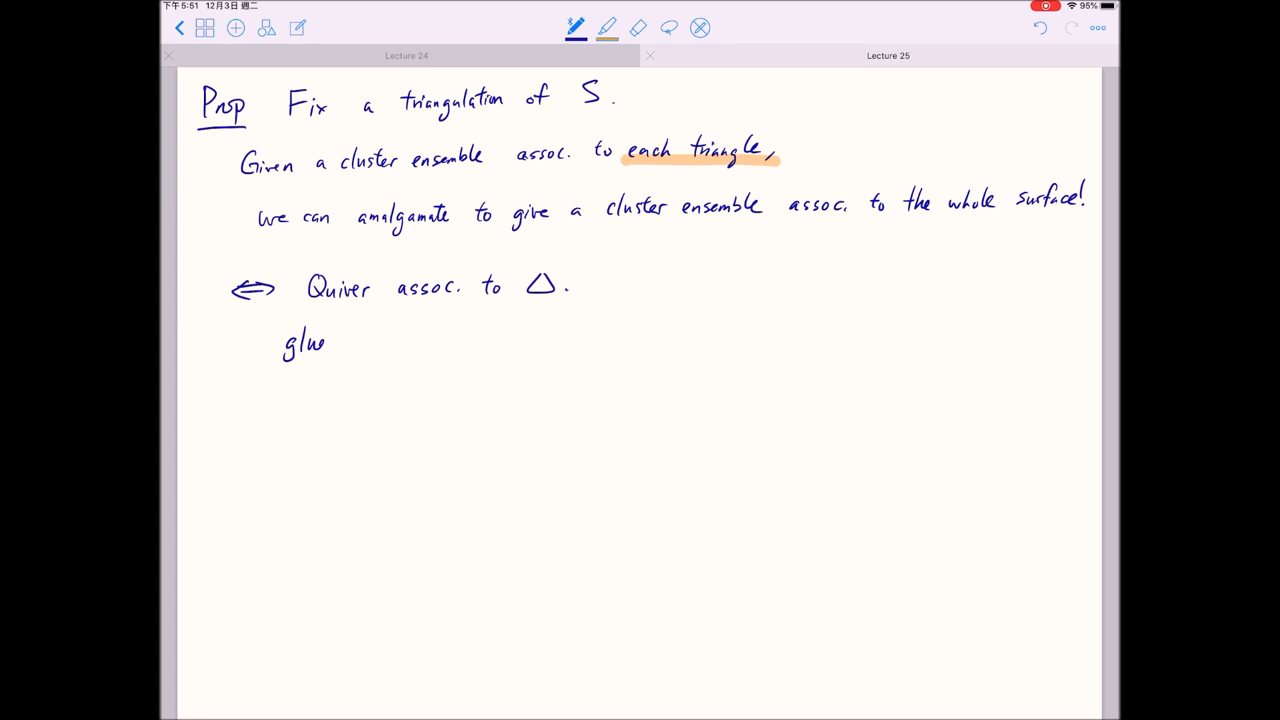 下午5:51 12月3日 週二
95%
Lecture 24
Lecture 25
Prop Fix a triangulation of S.
Given a cluster ensemble assoc. to each triangle,
we can amalgamate to give a cluster ensemble assoc. to the whole surface!
⇔ Quiver assoc. to △.
glue